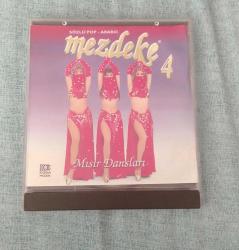 SÖZLÜ POP - ARABIC
mezdeke
4
Mısır Dansları